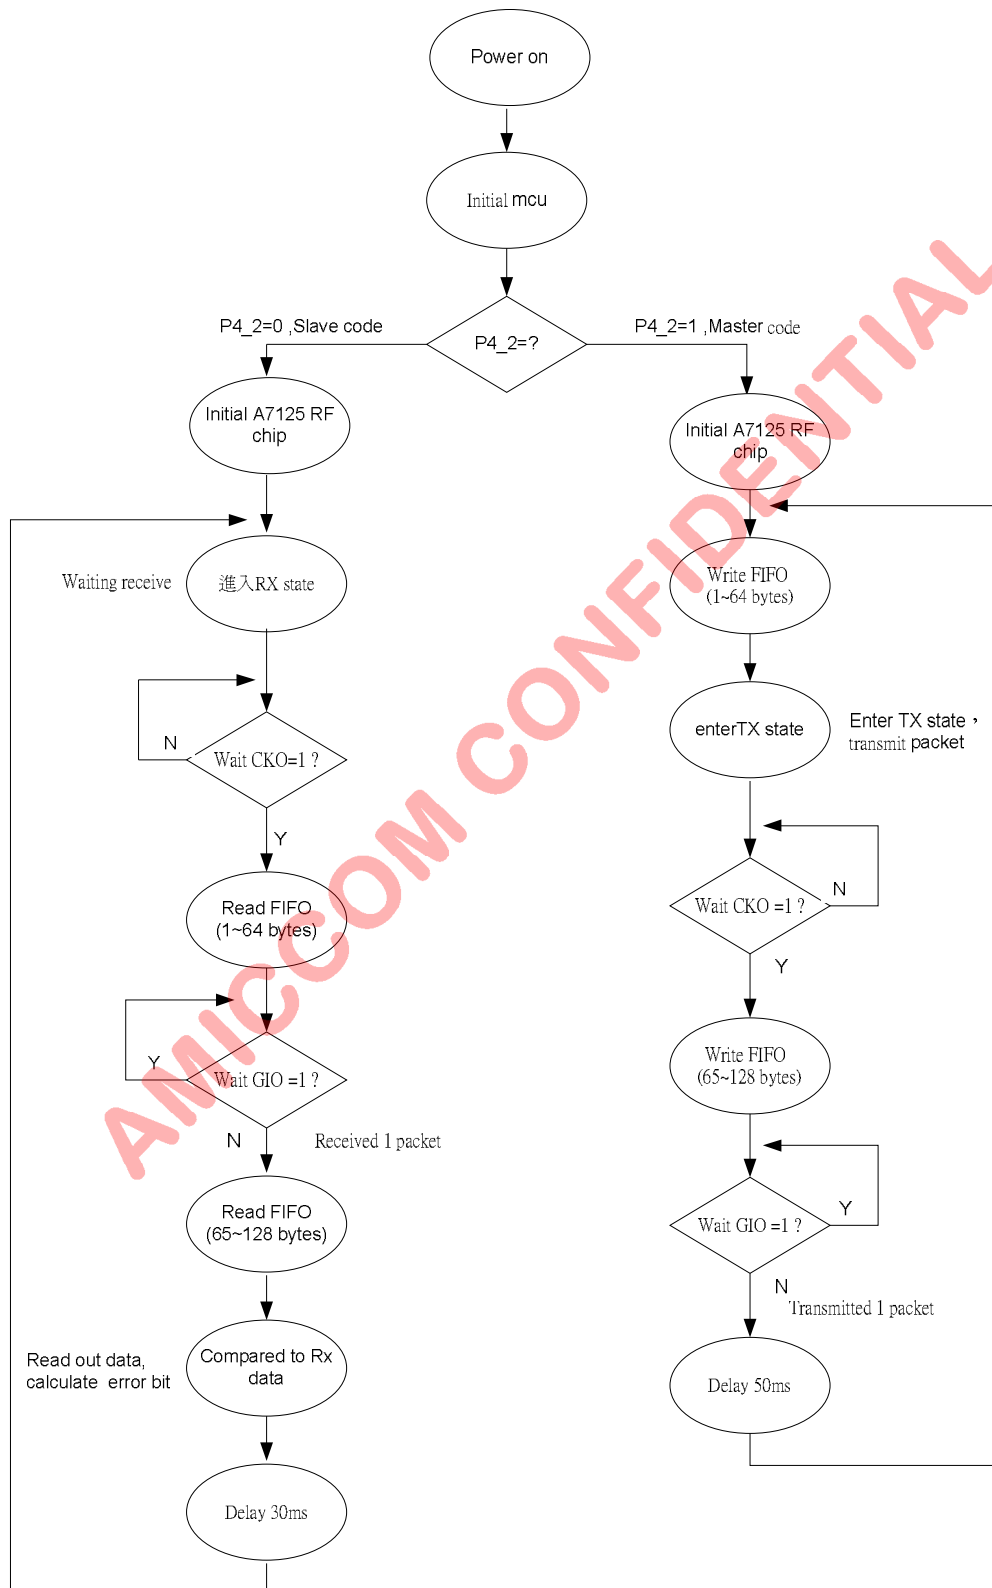 Power on
Initial mcu
P4_2=0 ,Slave code
P4_2=?
P4_2=1 ,Master code
Initial A7125 RF
chip
Waiting receive
進入RX state
N
Wait CKO=1 ?
Y
Read FIFO
(1~64 bytes)
Y
Wait GIO =1 ?
N
Received 1 packet
Read FIFO
(65~128 bytes)
Read out data,
calculate error bit
Compared to Rx
data
Delay 30ms
Initial A7125 RF
chip
Write FIFO
(1~64 bytes)
enterTX state
Enter TX state，
transmit packet
Wait CKO =1 ?
N
Y
Write FIFO
(65~128 bytes)
Wait GIO =1 ?
Y
N
Transmitted 1 packet
Delay 50ms
AMICCOM CONFIDENTIAL